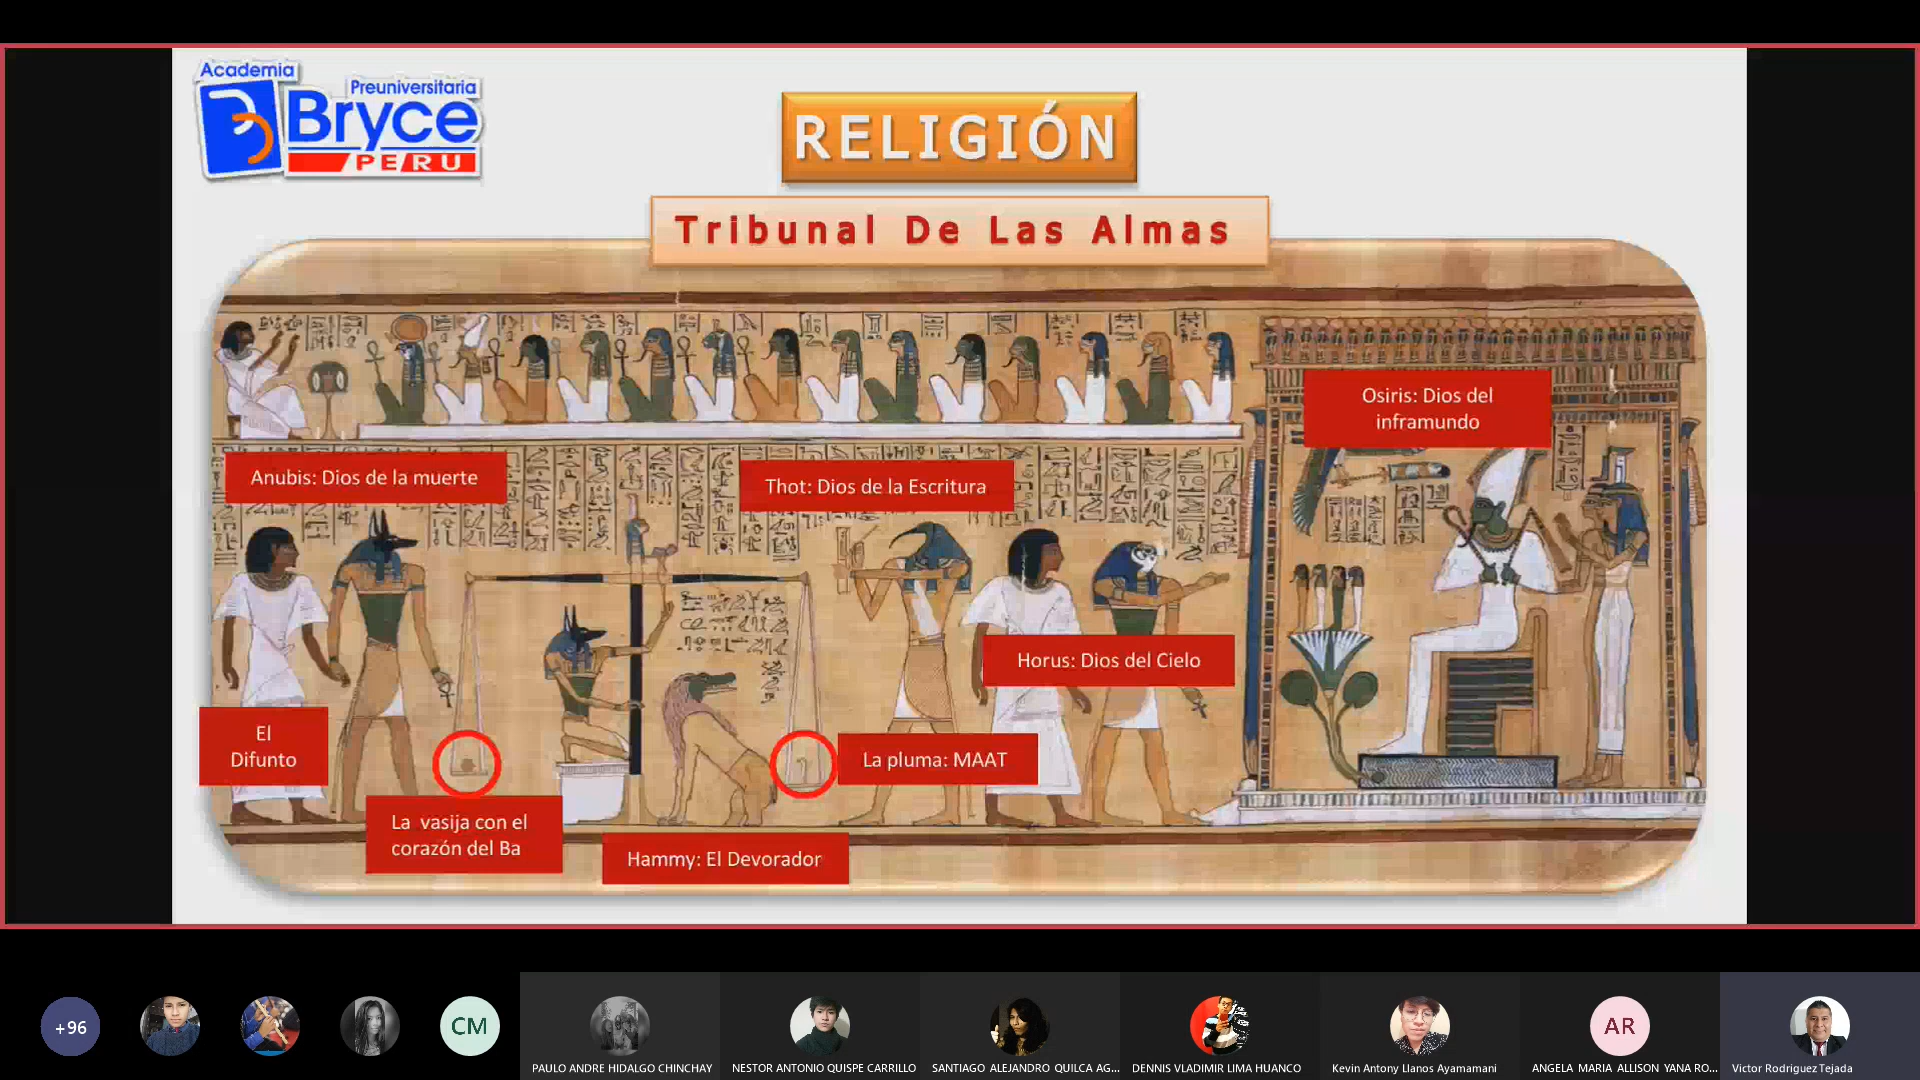 Academia
Preuniversitaria
Bryce
PERU
RELIGIÓN
Tribunal De Las Almas
Osiris: Dios del
inframundo
Anubis: Dios de la muerte
Thot: Dios de la Escritura
Horus: Dios del Cielo
El
Difunto
La pluma: MAAT
La vasija con el
corazón del Ba
Hammy: El Devorador
+96
CM
AR
PAULO ANDRE HIDALGO CHINCHAY
NESTOR ANTONIO QUISPE CARRILLO
SANTIAGO ALEJANDRO QUILCA AG...
DENNIS VLADIMIR LIMA HUANCO
Kevin Antony Llanos Ayamamani
ANGELA MARIA ALLISON YANA RO...
Victor Rodriguez Tejada